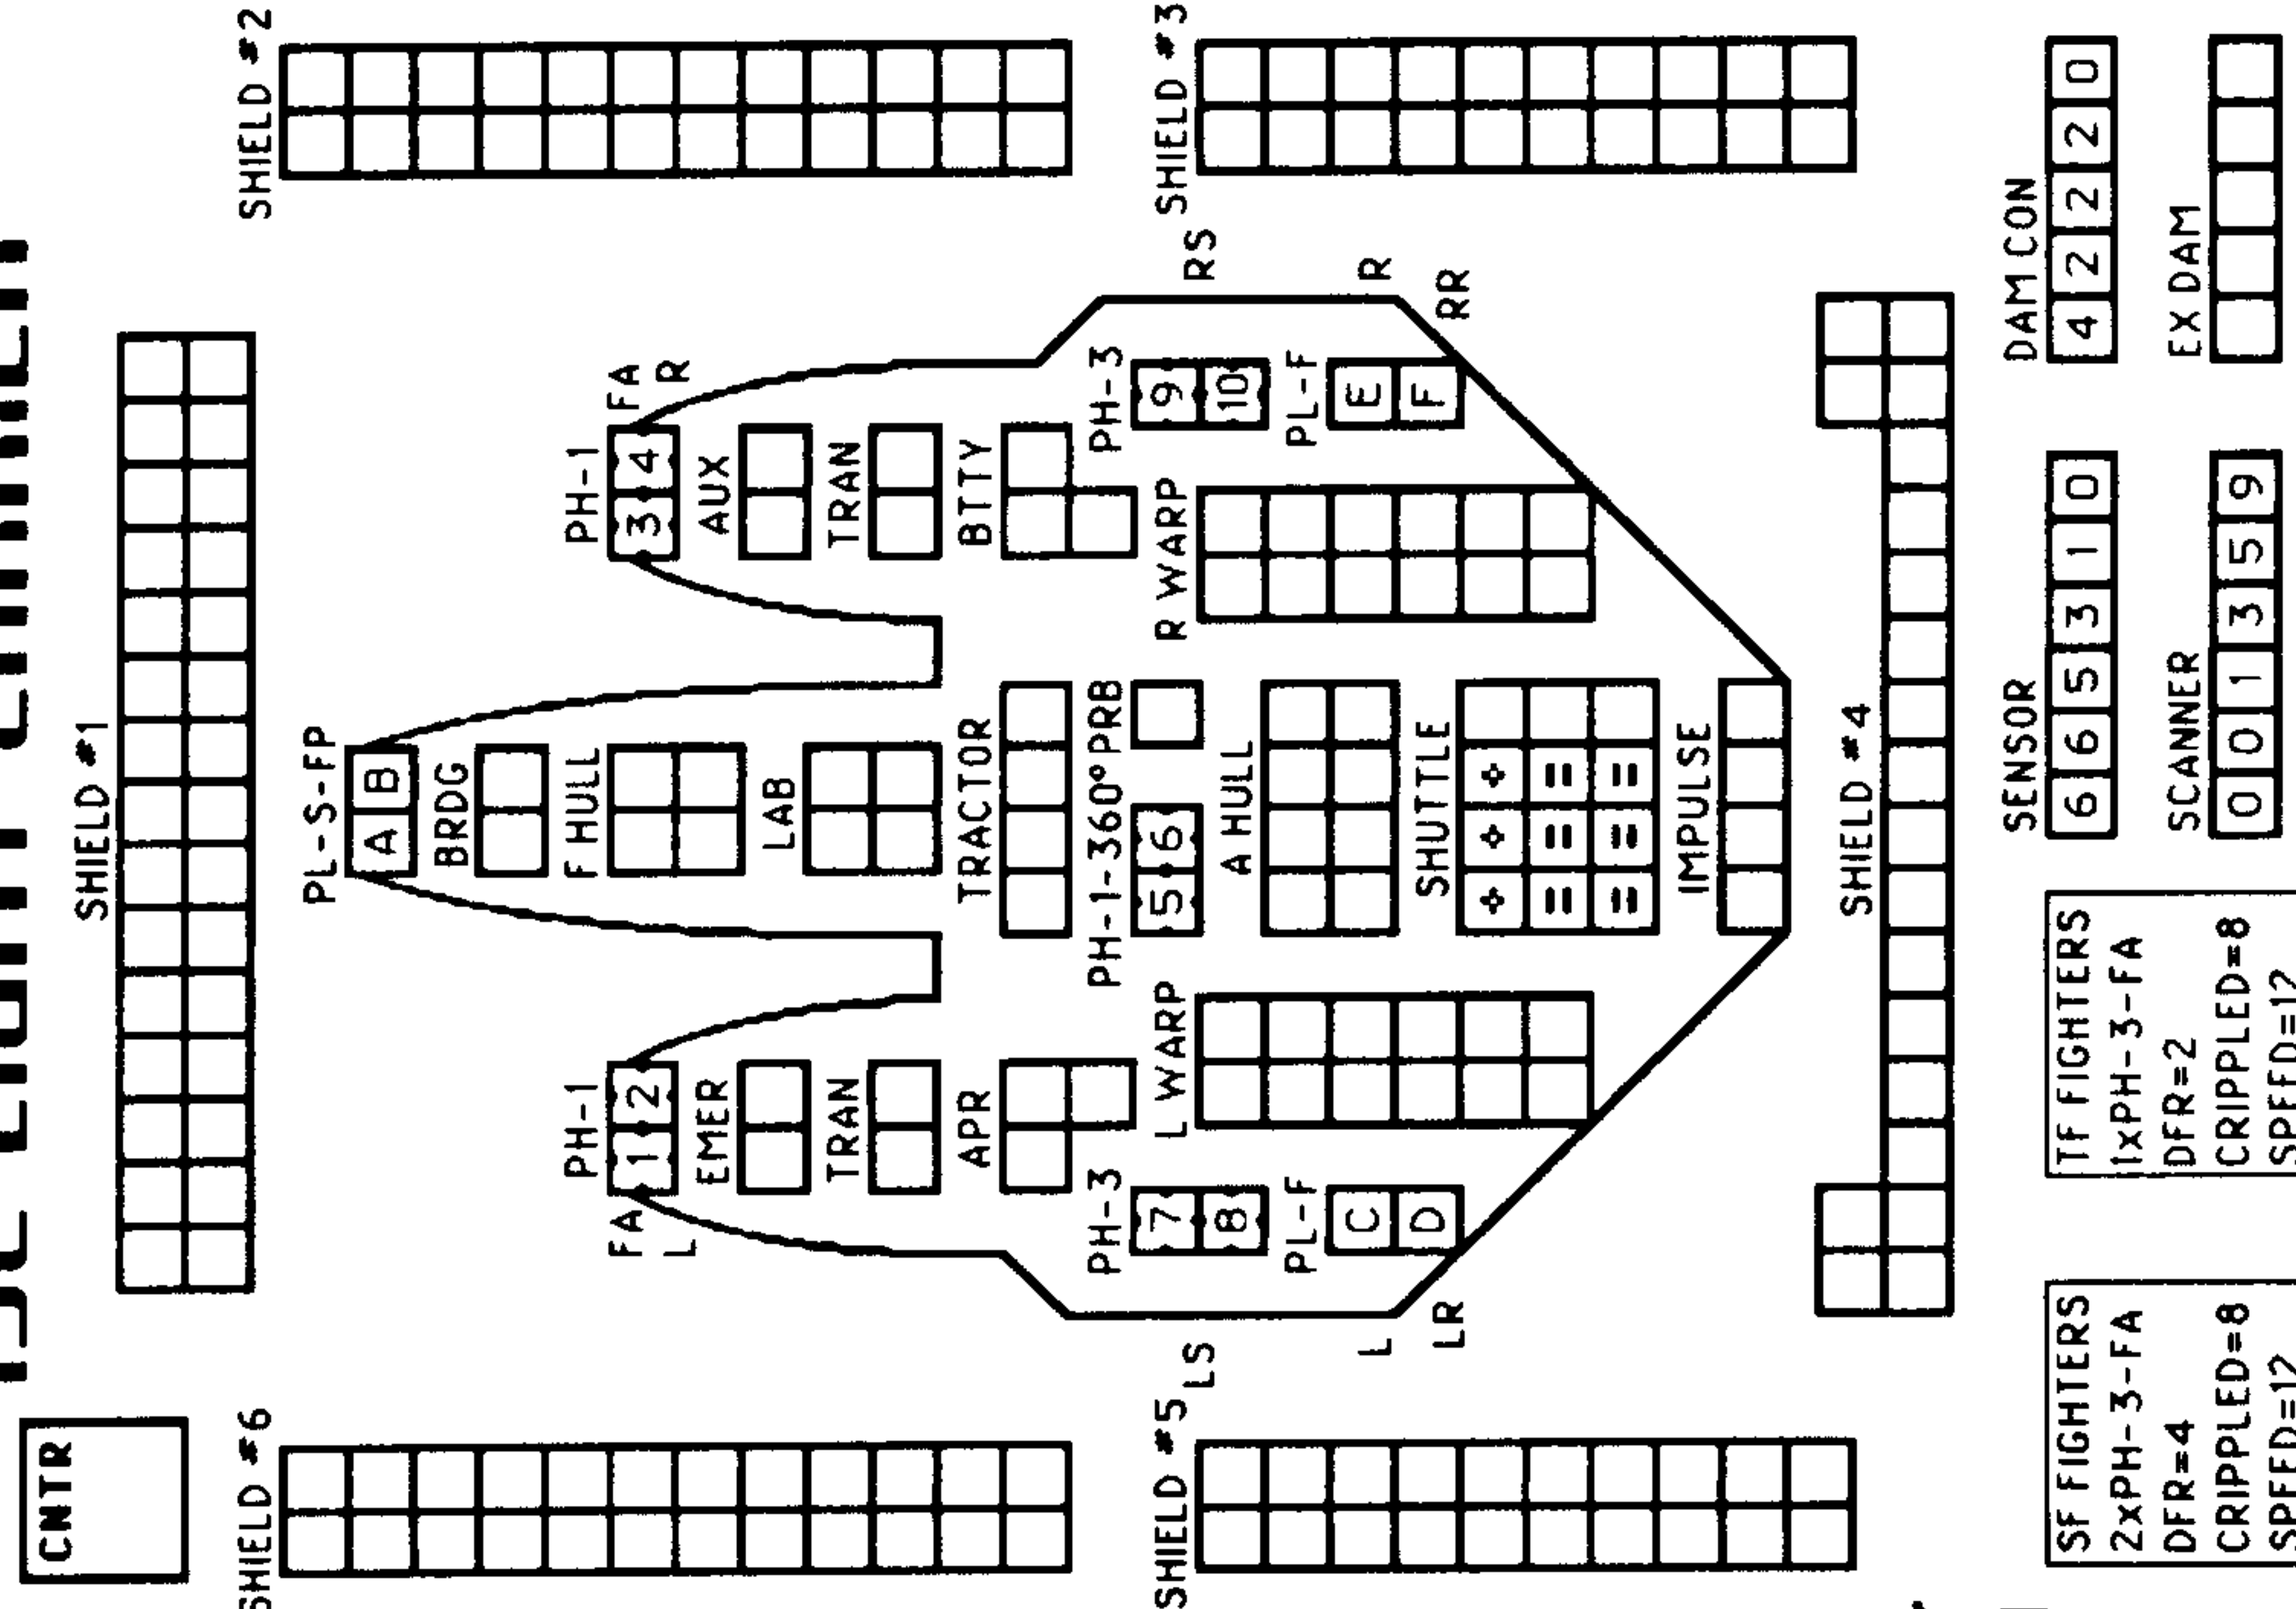 CNTR
SHIELD #1
SHIELD #6
SHIELD #2
PL-S-FP
A B
BRDG
PH-1
1 2
FA
L
F HULL
PH-1
3 4
FA
R
EMER
AUX
TRAN
LAB
TRAN
APR
TRACTOR
BTTY
PH-3
7
8
PH-1-360°
5 6
PRB
PH-3
9
10
SHIELD #5
LS
L WARP
R WARP
RS
SHIELD #3
A HULL
PL-F
C
D
PL-F
E
F
L
LR
R
RR
SHUTTLE
÷ ÷ ÷
= = =
= = =
IMPULSE
SHIELD #4
SENSOR
6 6 5 3 1 0
DAM CON
4 2 2 2 0
SCANNER
0 0 1 3 5 9
EX DAM
SF FIGHTERS
2xPH-3-FA
DFR=4
CRIPPLED=8
SPEED=12
TF FIGHTERS
1xPH-3-FA
DFR=2
CRIPPLED=8
SPEED=12